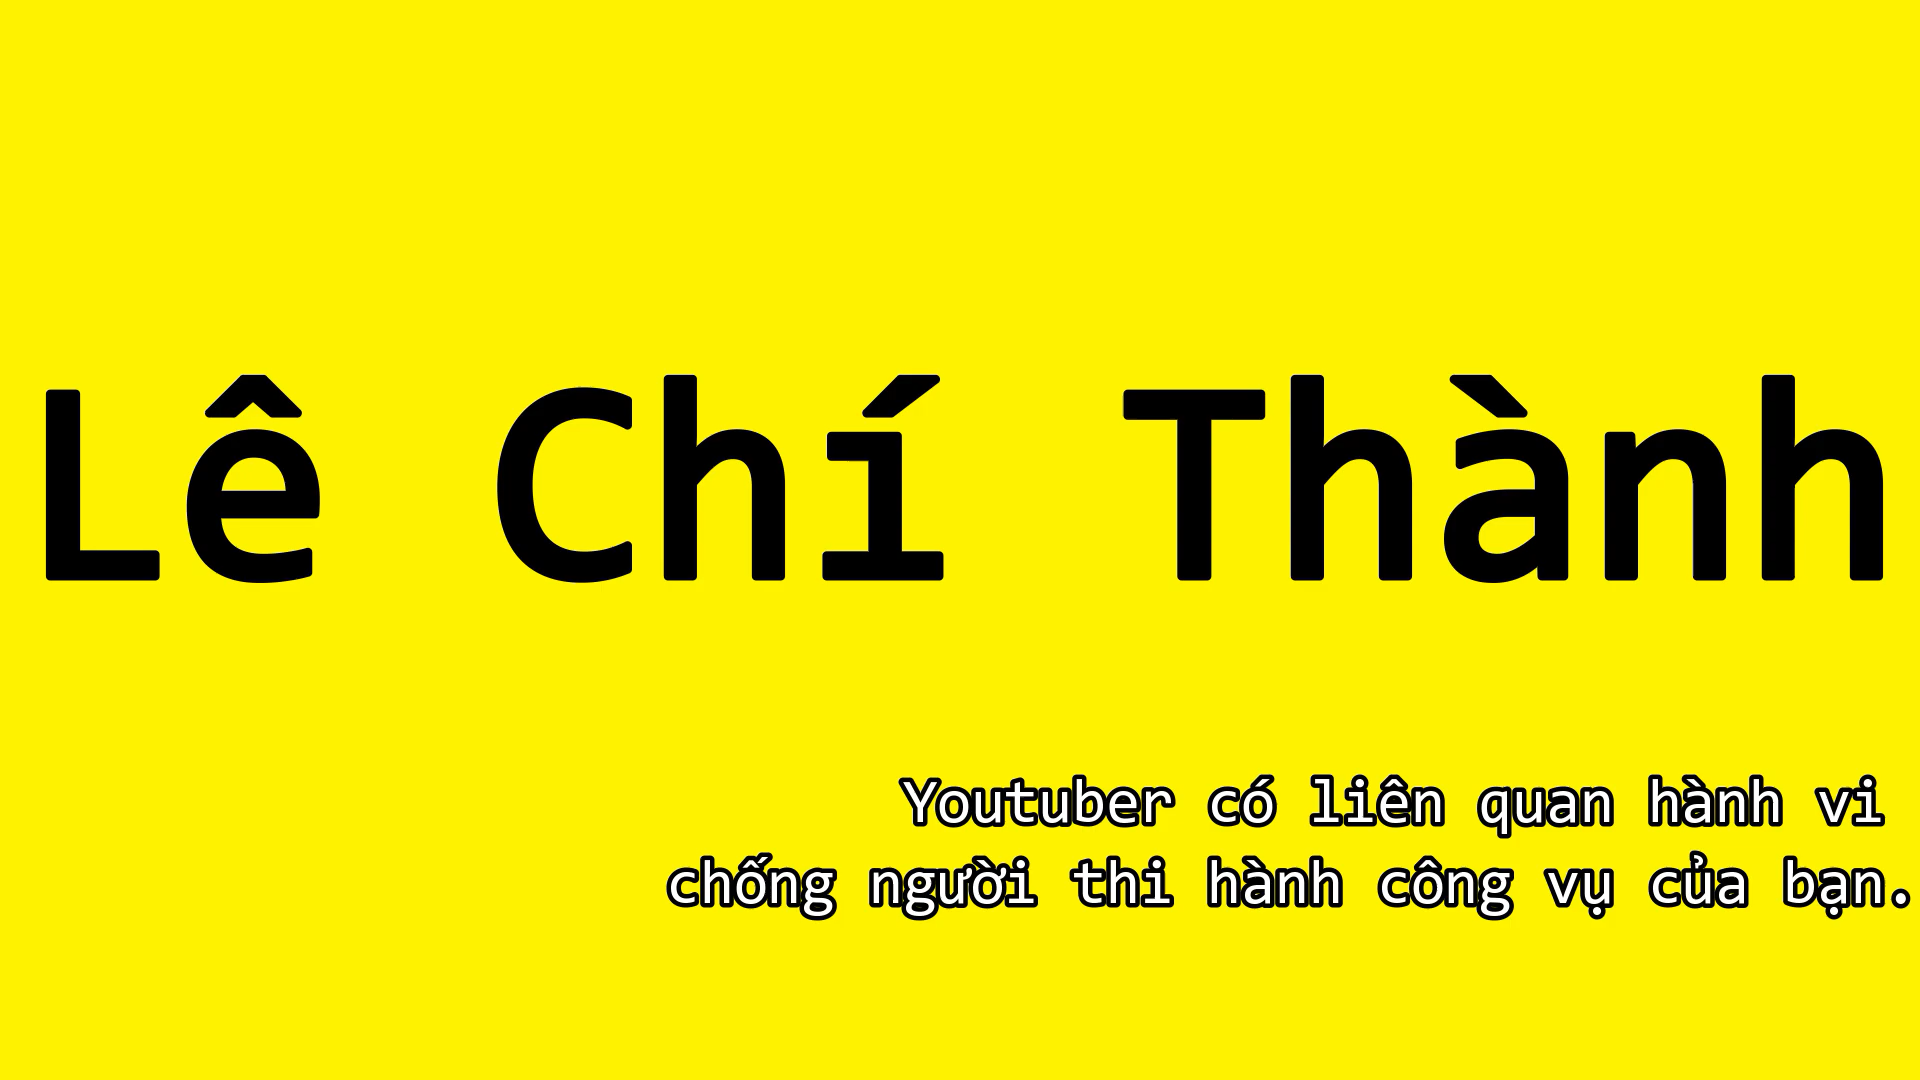 Lê Chí Thành
Youtuber có liên quan hành vi
chống người thi hành công vụ của bạn.